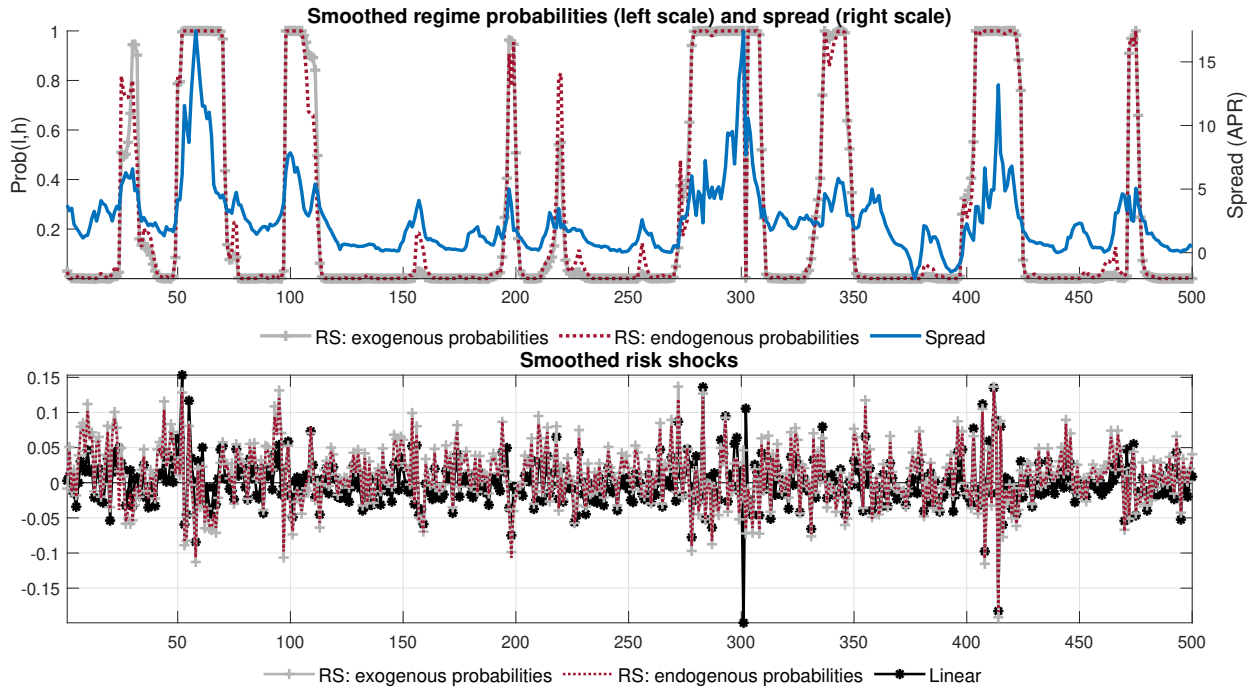 Smoothed regime probabilities (left scale) and spread (right scale)
Prob(l,h)
1
0.8
0.6
0.4
0.2
Spread (APR)
15
10
5
0
50 100 150 200 250 300 350 400 450 500
RS: exogenous probabilities RS: endogenous probabilities Spread
Smoothed risk shocks
0.15
0.1
0.05
0
-0.05
-0.1
-0.15
50 100 150 200 250 300 350 400 450 500
RS: exogenous probabilities RS: endogenous probabilities Linear